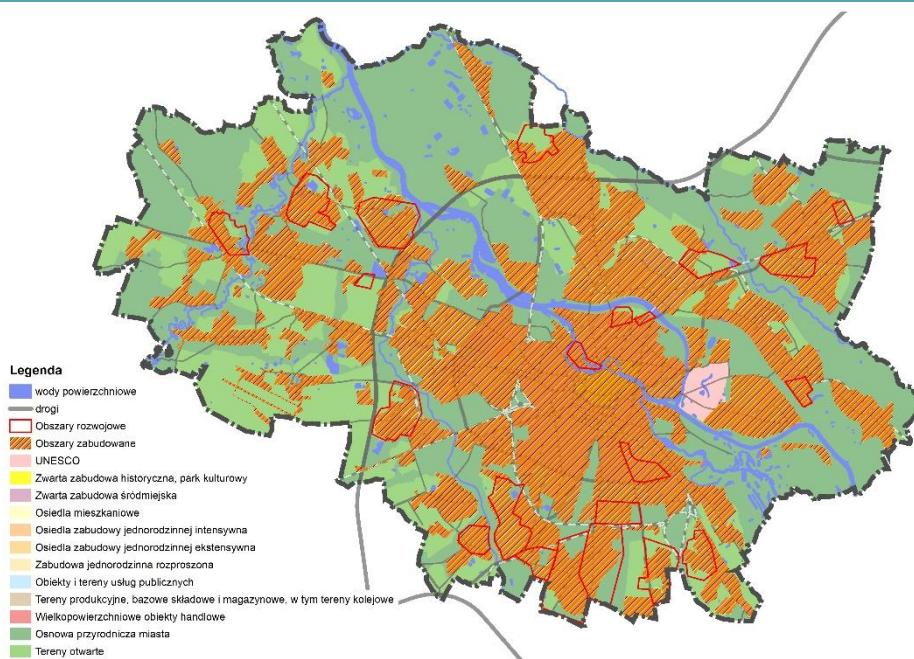 Legenda
wody powierzchniowe
drogi
Obszary rozwojowe
Obszary zabudowane
UNESCO
Zwarta zabudowa historyczna, park kulturowy
Zwarta zabudowa śródmiejska
Osiedla mieszkaniowe
Osiedla zabudowy jednorodzinnej intensywna
Osiedla zabudowy jednorodzinnej ekstensywna
Zabudowa jednorodzinna rozproszona
Obiekty i tereny usług publicznych
Tereny produkcyjne, bazowe składowe i magazynowe, w tym tereny kolejowe
Wielkopowierzchniowe obiekty handlowe
Osnowa przyrodnicza miasta
Tereny otwarte